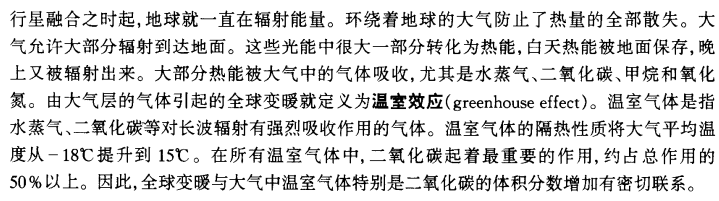 行星融合之时起,地球就一直在辐射能量。环绕着地球的大气防止了热量的全部散失。大
气允许大部分辐射到达地面。这些光能中很大一部分转化为热能,白天热能被地面保存,晚
上又被辐射出来。大部分热能被大气中的气体吸收,尤其是水蒸气、二氧化碳、甲烷和氧化
氮。由大气层的气体引起的全球变暖就定义为温室效应(greenhouse effect)。温室气体是指
水蒸气、二氧化碳等对长波辐射有强烈吸收作用的气体。温室气体的隔热性质将大气平均温
度从-18℃提升到 15℃。在所有温室气体中,二氧化碳起着最重要的作用,约占总作用的
50%以上。因此,全球变暖与大气中温室气体特别是二氧化碳的体积分数增加有密切联系。